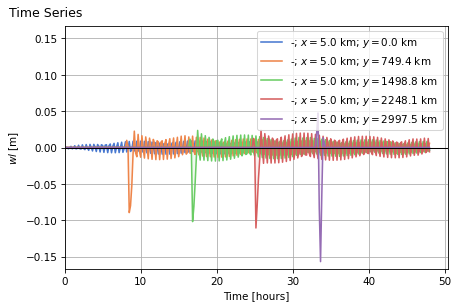 Time Series
-; x = 5.0 km; y = 0.0 km
-; x = 5.0 km; y = 749.4 km
-; x = 5.0 km; y = 1498.8 km
-; x = 5.0 km; y = 2248.1 km
-; x = 5.0 km; y = 2997.5 km
wl [m]
0.15
0.10
0.05
0.00
−0.05
−0.10
−0.15
0 10 20 30 40 50
Time [hours]